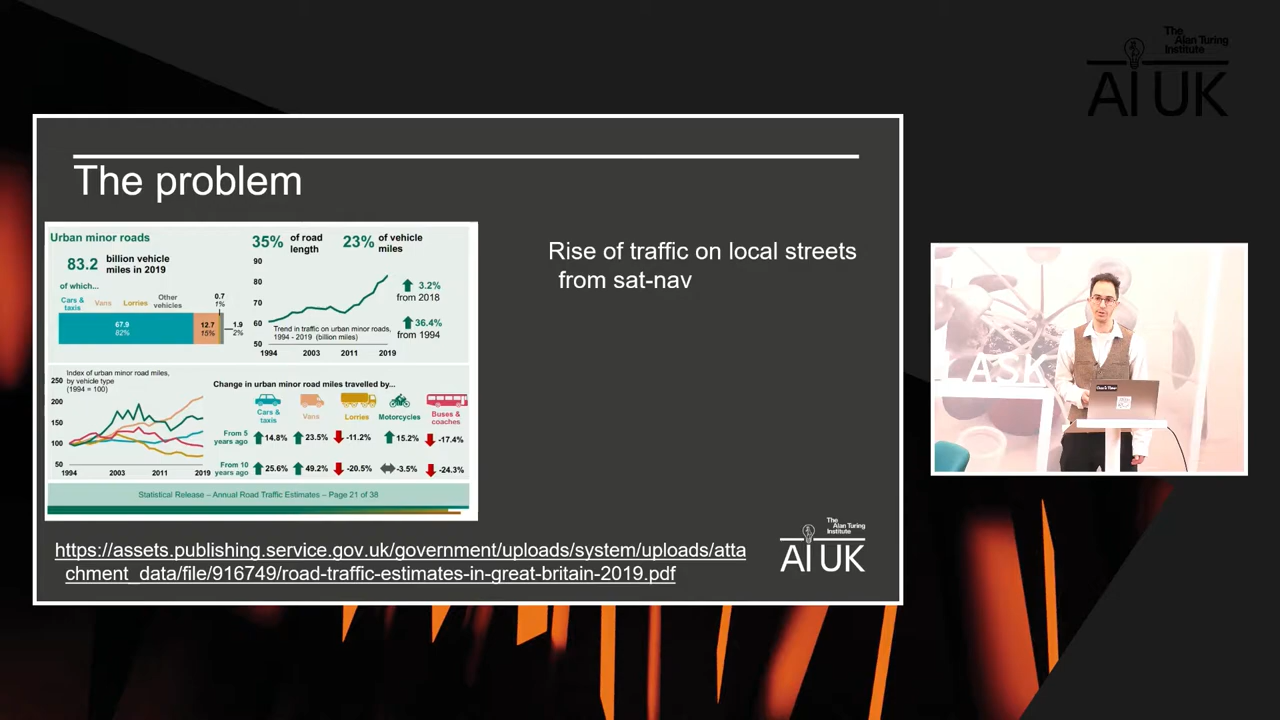 The
Alan Turing
Institute
AI UK
The problem
Urban minor roads
83.2 billion vehicle
miles in 2019
of which...
Cars &
taxis
Vans
Lorries
Other
vehicles
0.7
1%
67.9
82%
12.7
15%
1.9
2%
35% of road
length
23% of vehicle
miles
90
80
70
60
50
Trend in traffic on urban minor roads,
1994 - 2019 (billion miles)
1994 2003 2011 2019
3.2%
from 2018
36.4%
from 1994
Index of urban minor road miles,
by vehicle type
(1994 = 100)
250
200
150
100
50
1994 2003 2011 2019
Change in urban minor road miles travelled by...
Cars &
taxis
Vans
Lorries
Motorcycles
Buses &
coaches
From 5
years ago
14.8% 23.5% -11.2% 15.2% -17.4%
From 10
years ago
25.6% 49.2% -20.5% -3.5% -24.3%
Statistical Release – Annual Road Traffic Estimates – Page 21 of 38
Rise of traffic on local streets
from sat-nav
https://assets.publishing.service.gov.uk/government/uploads/system/uploads/atta
chment_data/file/916749/road-traffic-estimates-in-great-britain-2019.pdf
The
Alan Turing
Institute
AI UK
ASK